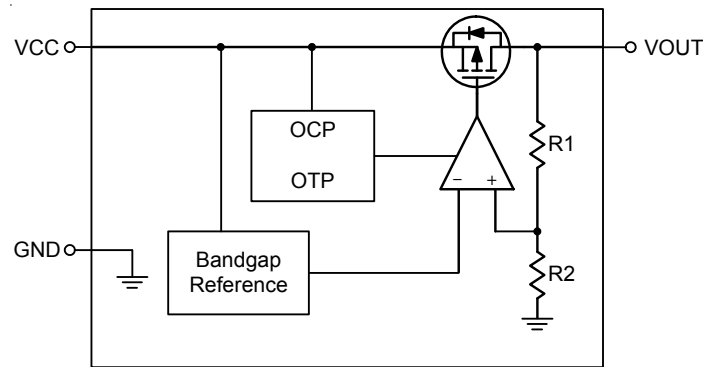 VCC
VOUT
OCP
OTP
R1
− +
GND
Bandgap
Reference
R2